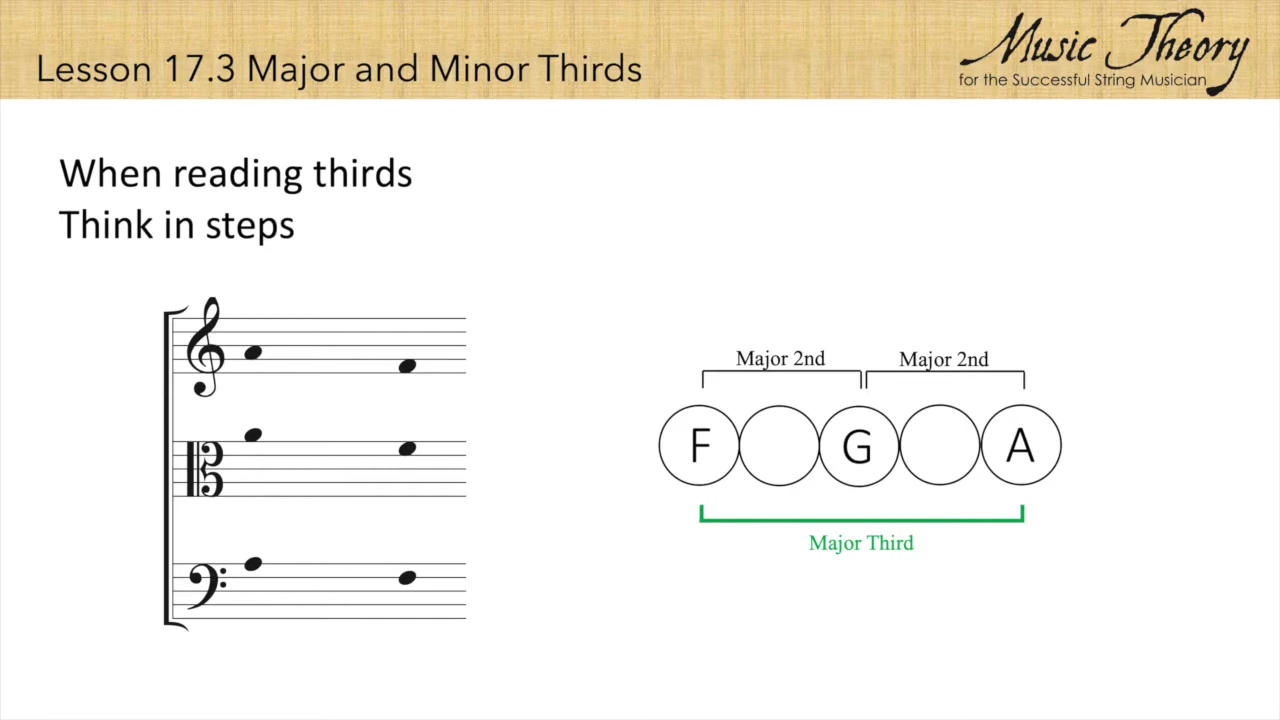 Lesson 17.3 Major and Minor Thirds
Music Theory
for the Successful String Musician
When reading thirds
Think in steps
Major 2nd Major 2nd
F G A
Major Third